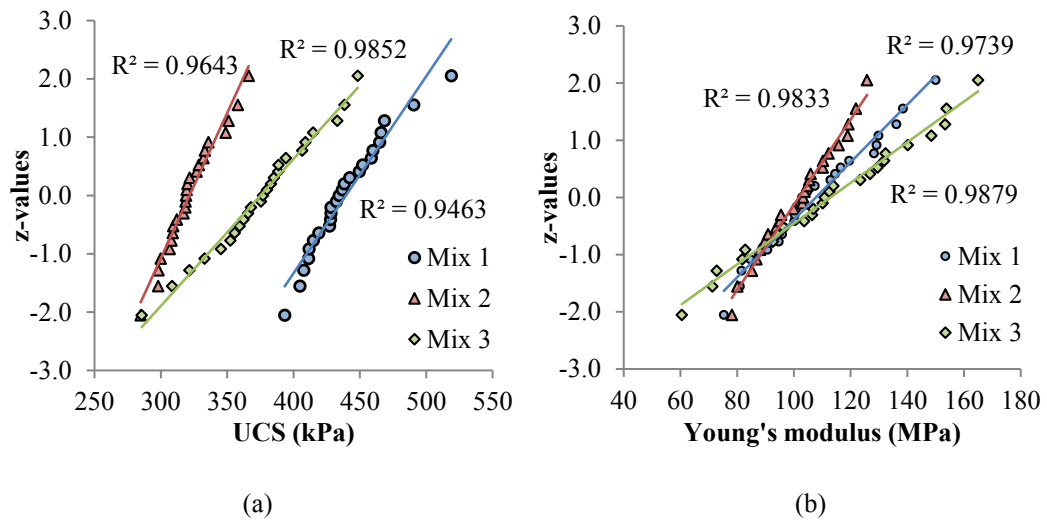 3.0
2.0
1.0
0.0
-1.0
-2.0
-3.0
z-values
R² = 0.9643
R² = 0.9852
R² = 0.9463
Mix 1
Mix 2
Mix 3
250
300
350
400
450
500
550
UCS (kPa)
(a)
3.0
2.0
1.0
0.0
-1.0
-2.0
-3.0
z-values
R² = 0.9739
R² = 0.9833
R² = 0.9879
Mix 1
Mix 2
Mix 3
40
60
80
100
120
140
160
180
Young's modulus (MPa)
(b)